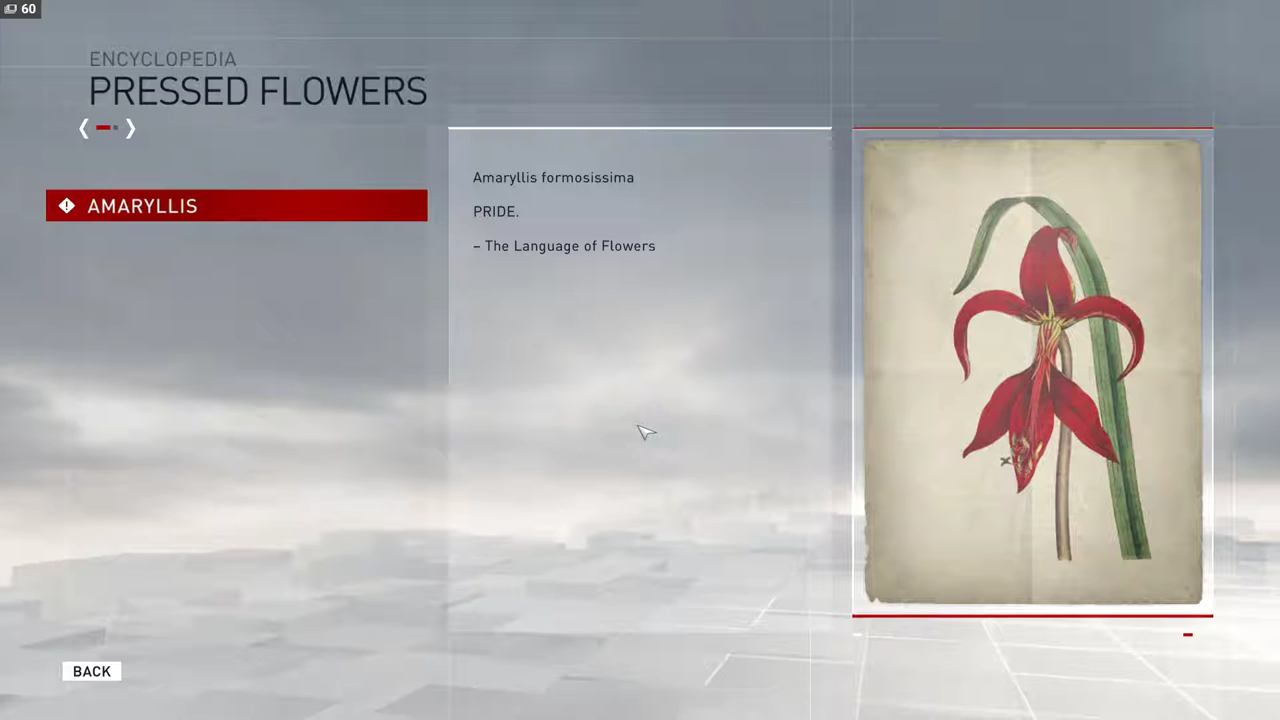 60
ENCYCLOPEDIA
PRESSED FLOWERS
AMARYLLIS
Amaryllis formosissima
PRIDE.
– The Language of Flowers
BACK